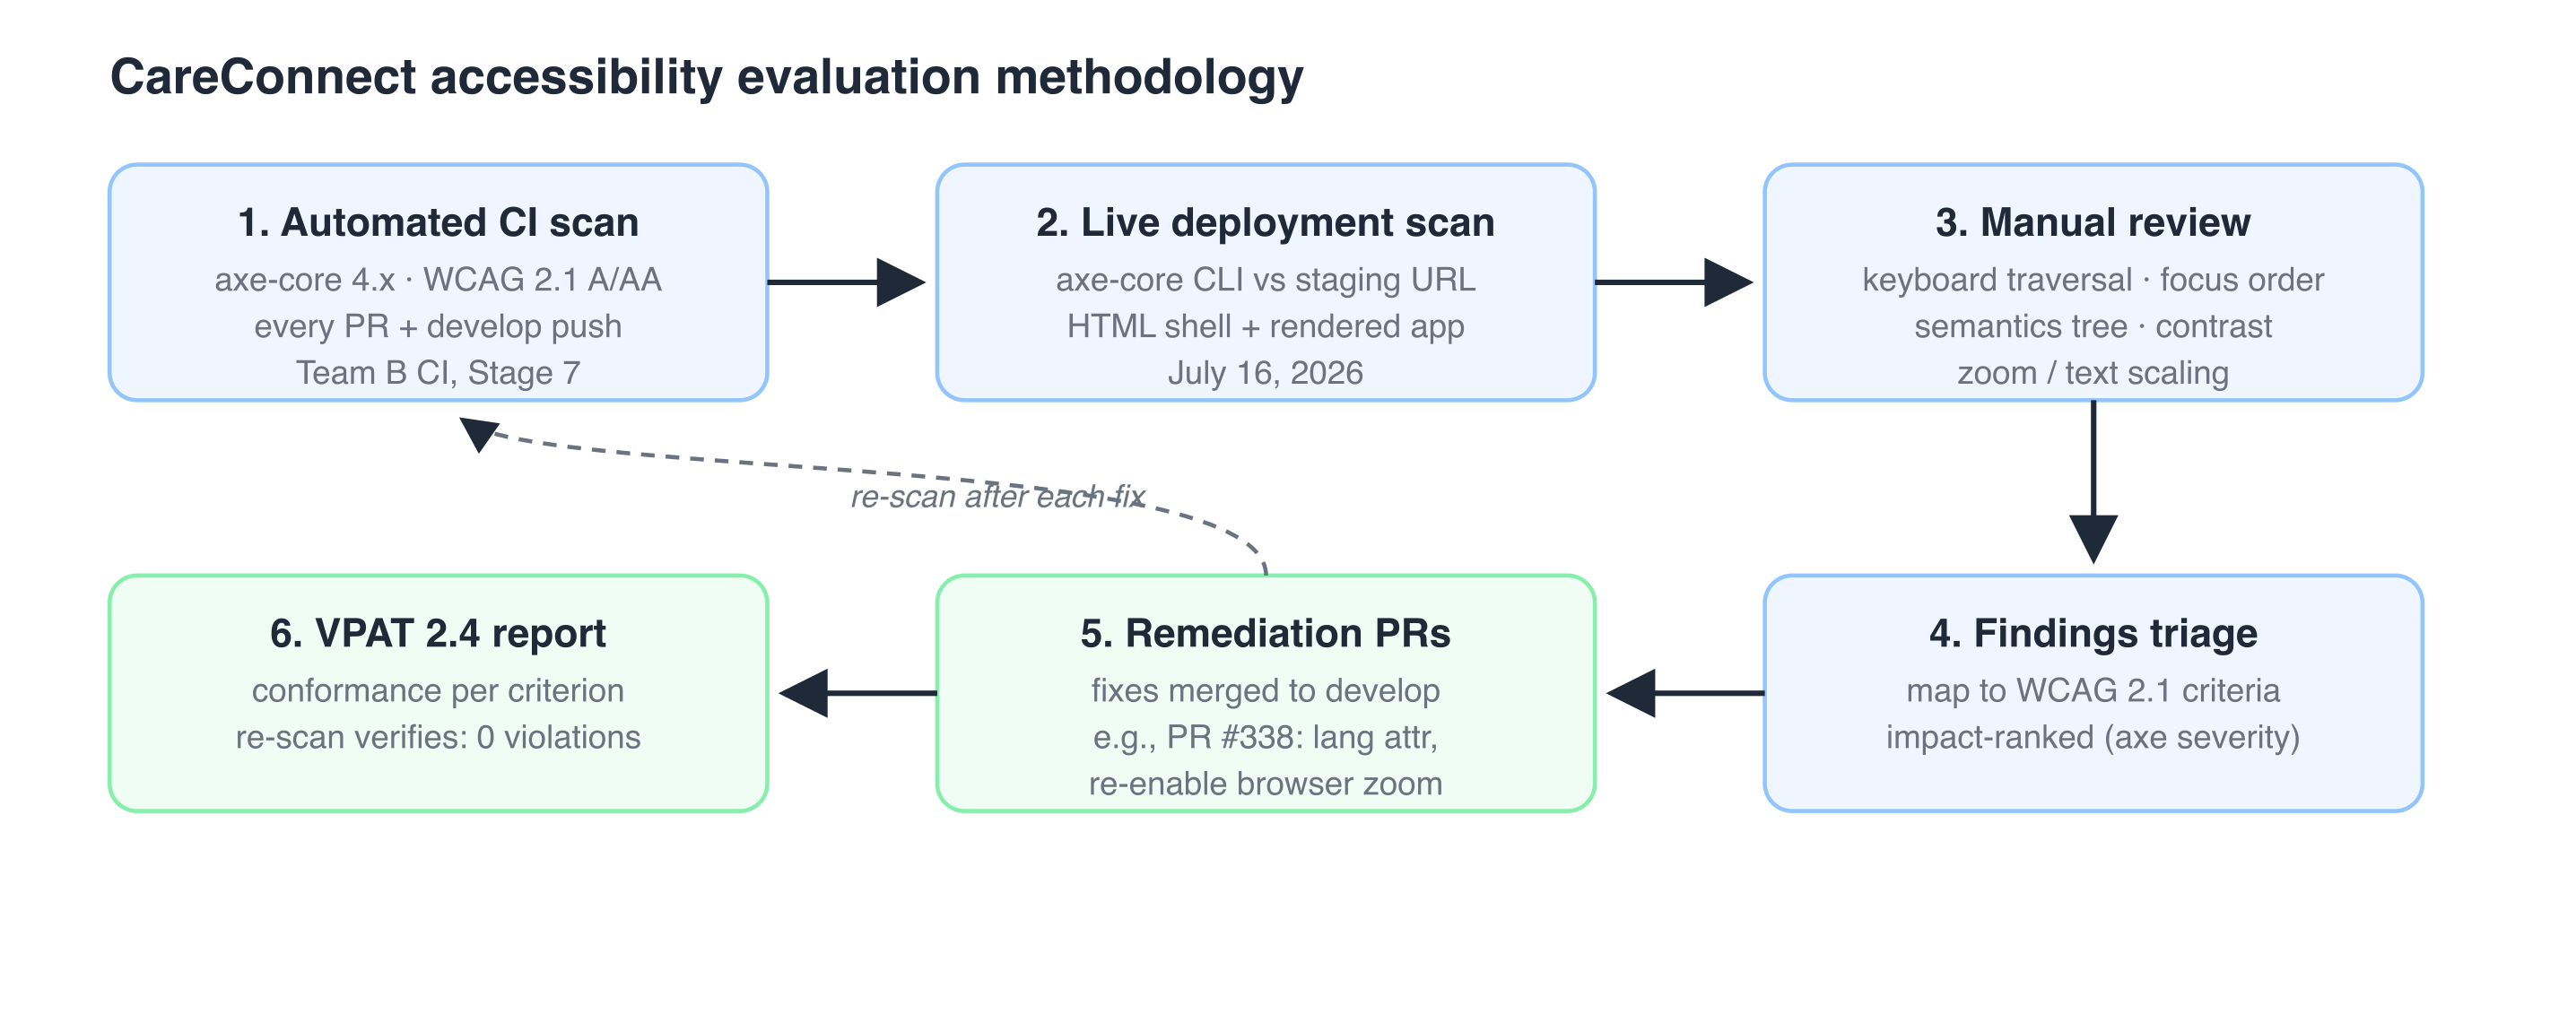 CareConnect accessibility evaluation methodology
1. Automated CI scan
axe-core 4.x · WCAG 2.1 A/AA
every PR + develop push
Team B CI, Stage 7
2. Live deployment scan
axe-core CLI vs staging URL
HTML shell + rendered app
July 16, 2026
3. Manual review
keyboard traversal · focus order
semantics tree · contrast
zoom / text scaling
re-scan after each fix
4. Findings triage
map to WCAG 2.1 criteria
impact-ranked (axe severity)
5. Remediation PRs
fixes merged to develop
e.g., PR #338: lang attr,
re-enable browser zoom
6. VPAT 2.4 report
conformance per criterion
re-scan verifies: 0 violations